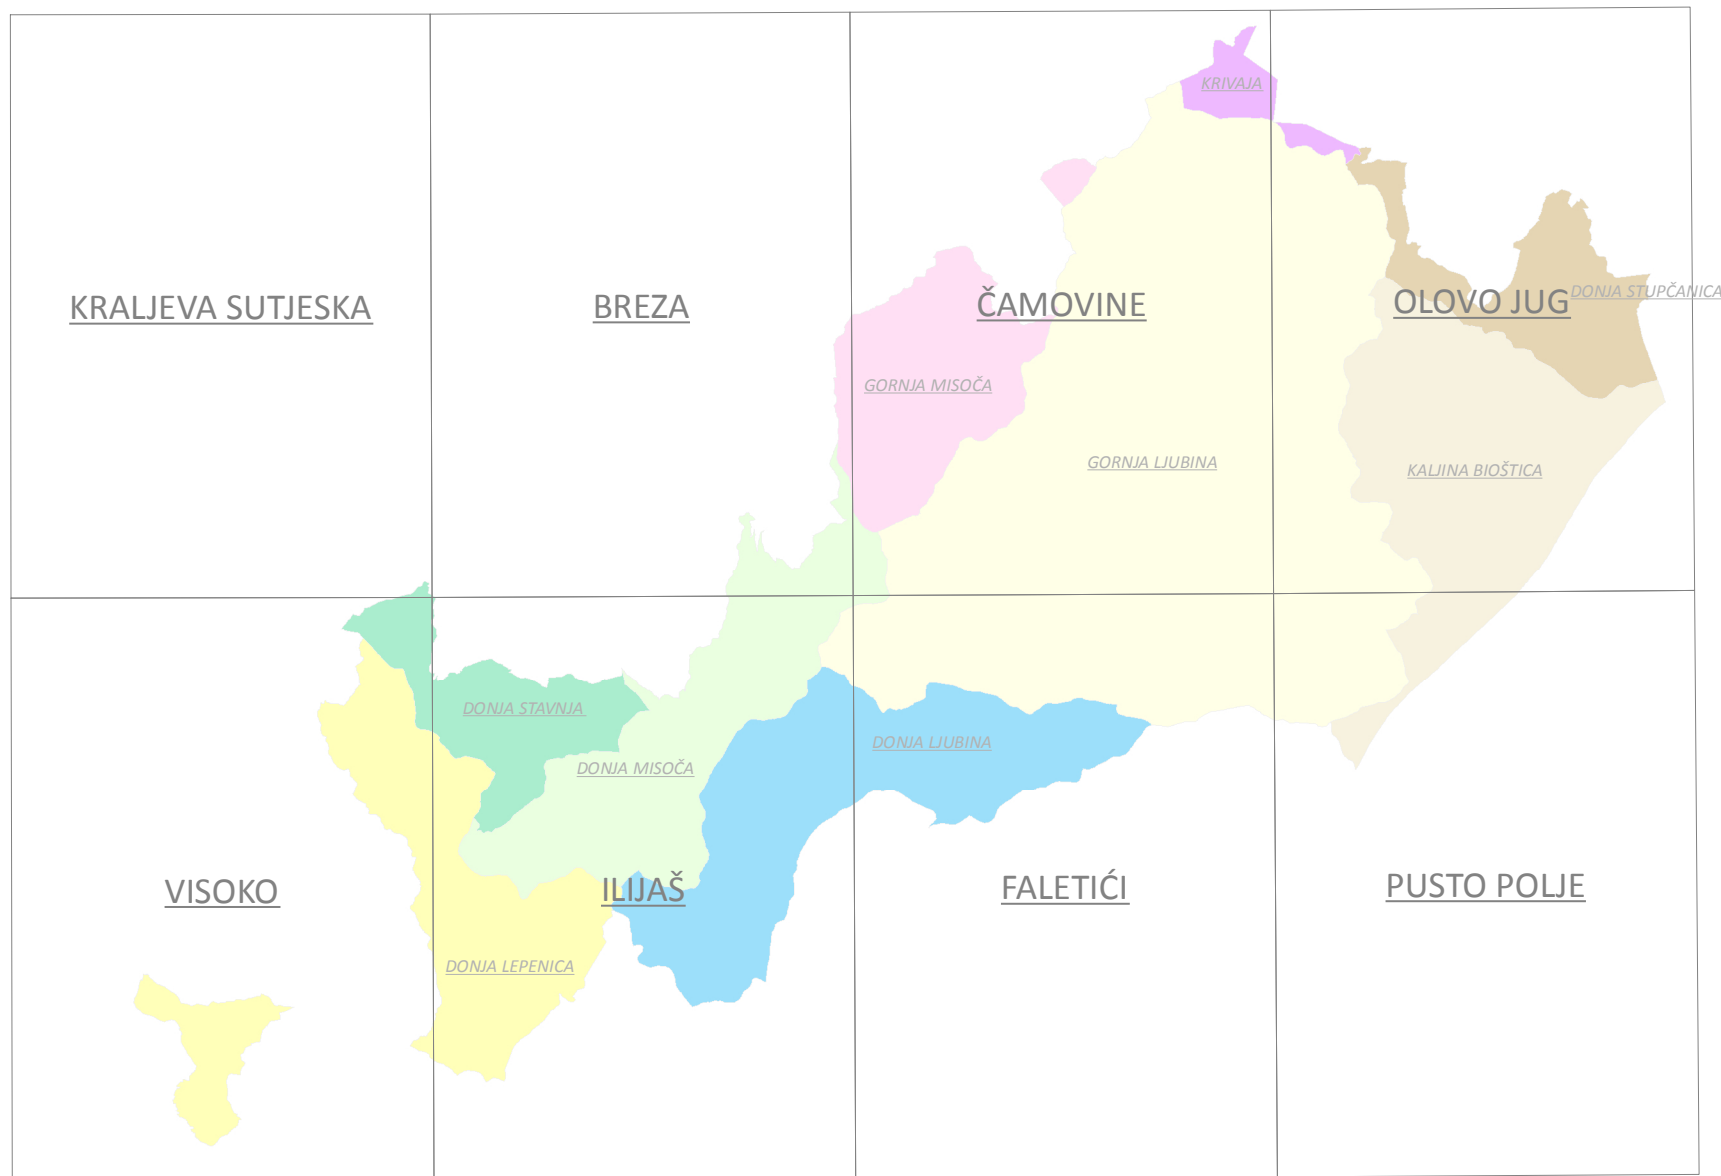 KRIVAJA
DONJA STUPČANICA
KRALJEVA SUTJESKA
BREZA
ČAMOVINE
OLOVO JUG
GORNJA MISOČA
GORNJA LJUBINA
KALJINA BIOŠTICA
DONJA STAVNJA
DONJA LJUBINA
DONJA MISOČA
VISOKO
ILIJAŠ
FALETIĆI
PUSTO POLJE
DONJA LEPENICA